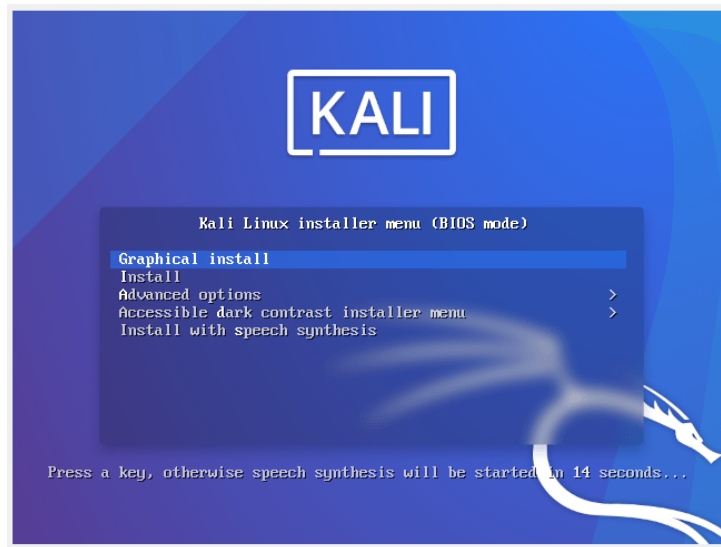 KALI
Kali Linux installer menu (BIOS mode)
Graphical install
Install
Advanced options >
Accessible dark contrast installer menu >
Install with speech synthesis
Press a key, otherwise speech synthesis will be started in 14 seconds...